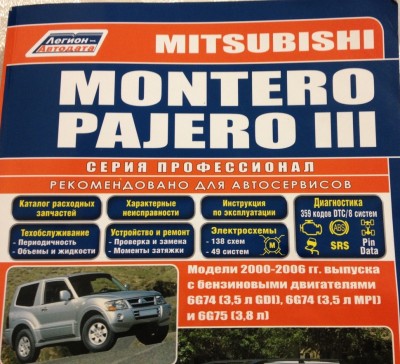 Легион-
Автодата
MITSUBISHI
MONTERO
PAJERO III
СЕРИЯ ПРОФЕССИОНАЛ
РЕКОМЕНДОВАНО ДЛЯ АВТОСЕРВИСОВ
Каталог расходных
запчастей
Характерные
неисправности
Инструкция
по эксплуатации
Диагностика
359 кодов DTC/8 систем
ABS
SRS
Pin
Data
Техобслуживание
- Периодичность
- Объемы и жидкости
Устройство и ремонт
- Проверка и замена
- Моменты затяжки
Электросхемы
- 138 схем
- 49 систем
M
Модели 2000-2006 гг. выпуска
с бензиновыми двигателями
6G74 (3,5 л GDI), 6G74 (3,5 л MPI)
и 6G75 (3,8 л)